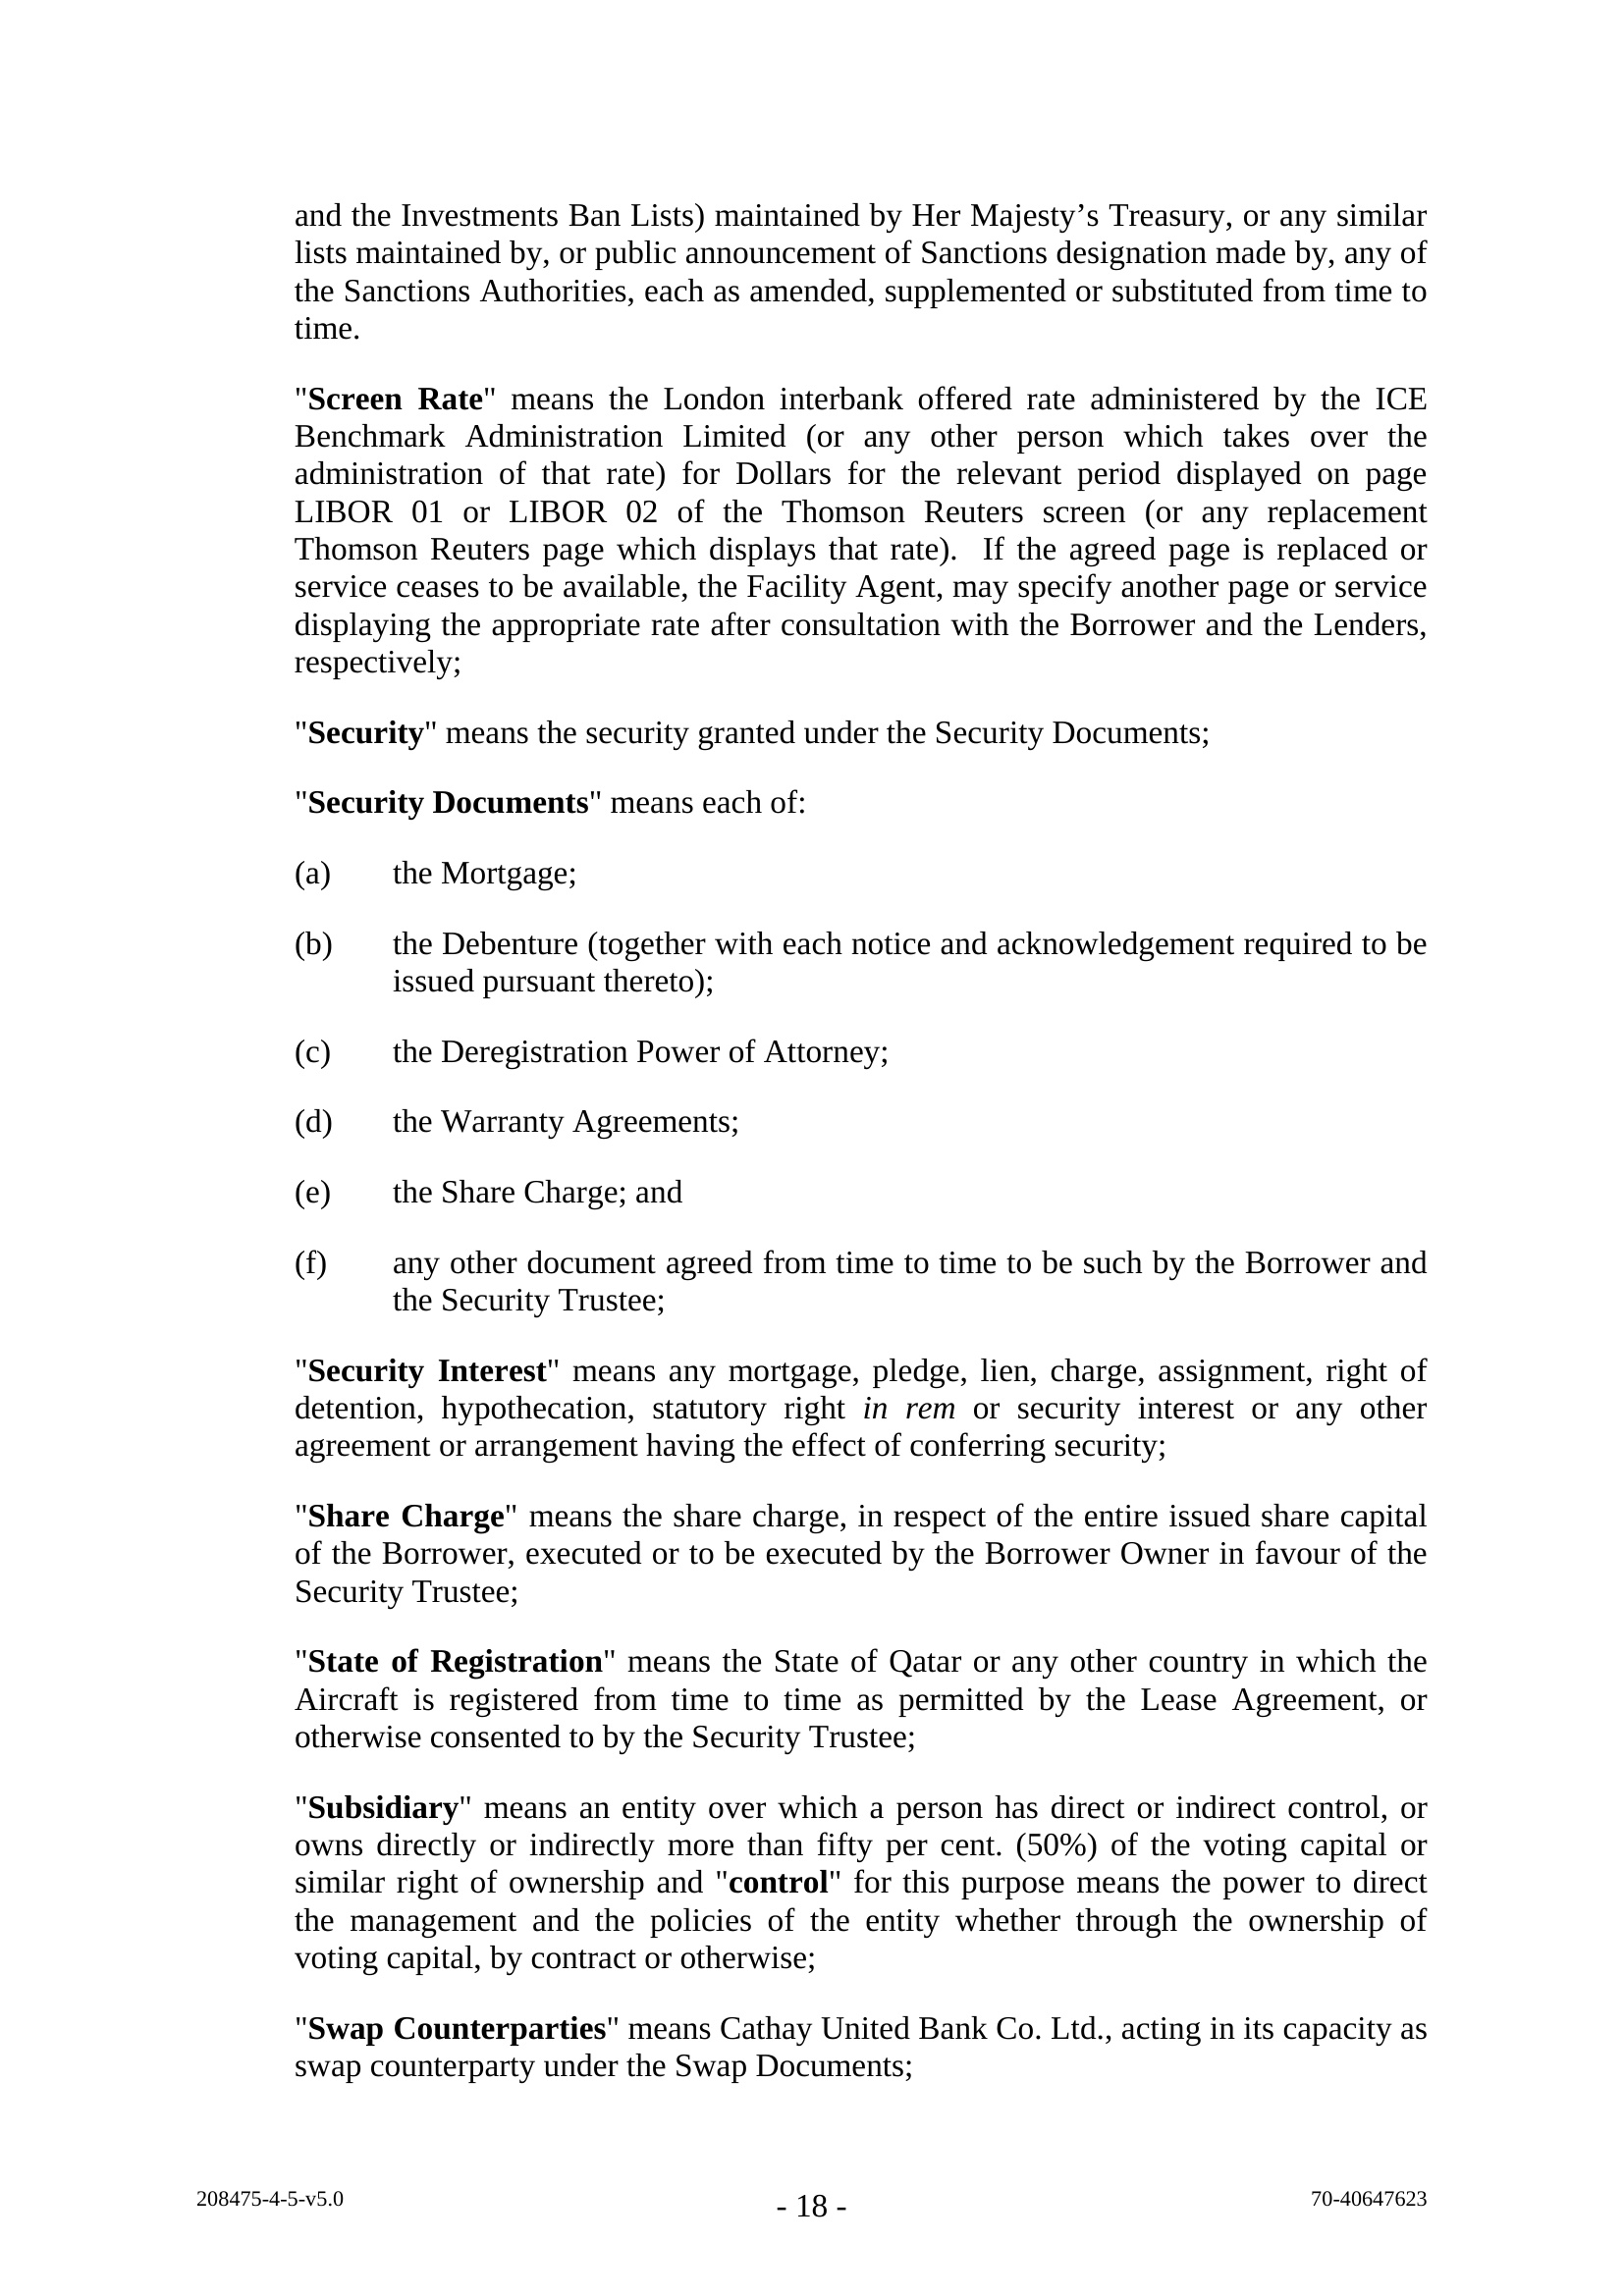 and the Investments Ban Lists) maintained by Her Majesty’s Treasury, or any similar
lists maintained by, or public announcement of Sanctions designation made by, any of
the Sanctions Authorities, each as amended, supplemented or substituted from time to
time.
"Screen Rate" means the London interbank offered rate administered by the ICE
Benchmark Administration Limited (or any other person which takes over the
administration of that rate) for Dollars for the relevant period displayed on page
LIBOR 01 or LIBOR 02 of the Thomson Reuters screen (or any replacement
Thomson Reuters page which displays that rate).  If the agreed page is replaced or
service ceases to be available, the Facility Agent, may specify another page or service
displaying the appropriate rate after consultation with the Borrower and the Lenders,
respectively;
"Security" means the security granted under the Security Documents;
"Security Documents" means each of:
(a) the Mortgage;
(b) the Debenture (together with each notice and acknowledgement required to be
issued pursuant thereto);
(c) the Deregistration Power of Attorney;
(d) the Warranty Agreements;
(e) the Share Charge; and
(f) any other document agreed from time to time to be such by the Borrower and
the Security Trustee;
"Security Interest" means any mortgage, pledge, lien, charge, assignment, right of
detention, hypothecation, statutory right in rem or security interest or any other
agreement or arrangement having the effect of conferring security;
"Share Charge" means the share charge, in respect of the entire issued share capital
of the Borrower, executed or to be executed by the Borrower Owner in favour of the
Security Trustee;
"State of Registration" means the State of Qatar or any other country in which the
Aircraft is registered from time to time as permitted by the Lease Agreement, or
otherwise consented to by the Security Trustee;
"Subsidiary" means an entity over which a person has direct or indirect control, or
owns directly or indirectly more than fifty per cent. (50%) of the voting capital or
similar right of ownership and "control" for this purpose means the power to direct
the management and the policies of the entity whether through the ownership of
voting capital, by contract or otherwise;
"Swap Counterparties" means Cathay United Bank Co. Ltd., acting in its capacity as
swap counterparty under the Swap Documents;
208475-4-5-v5.0
- 18 -
70-40647623